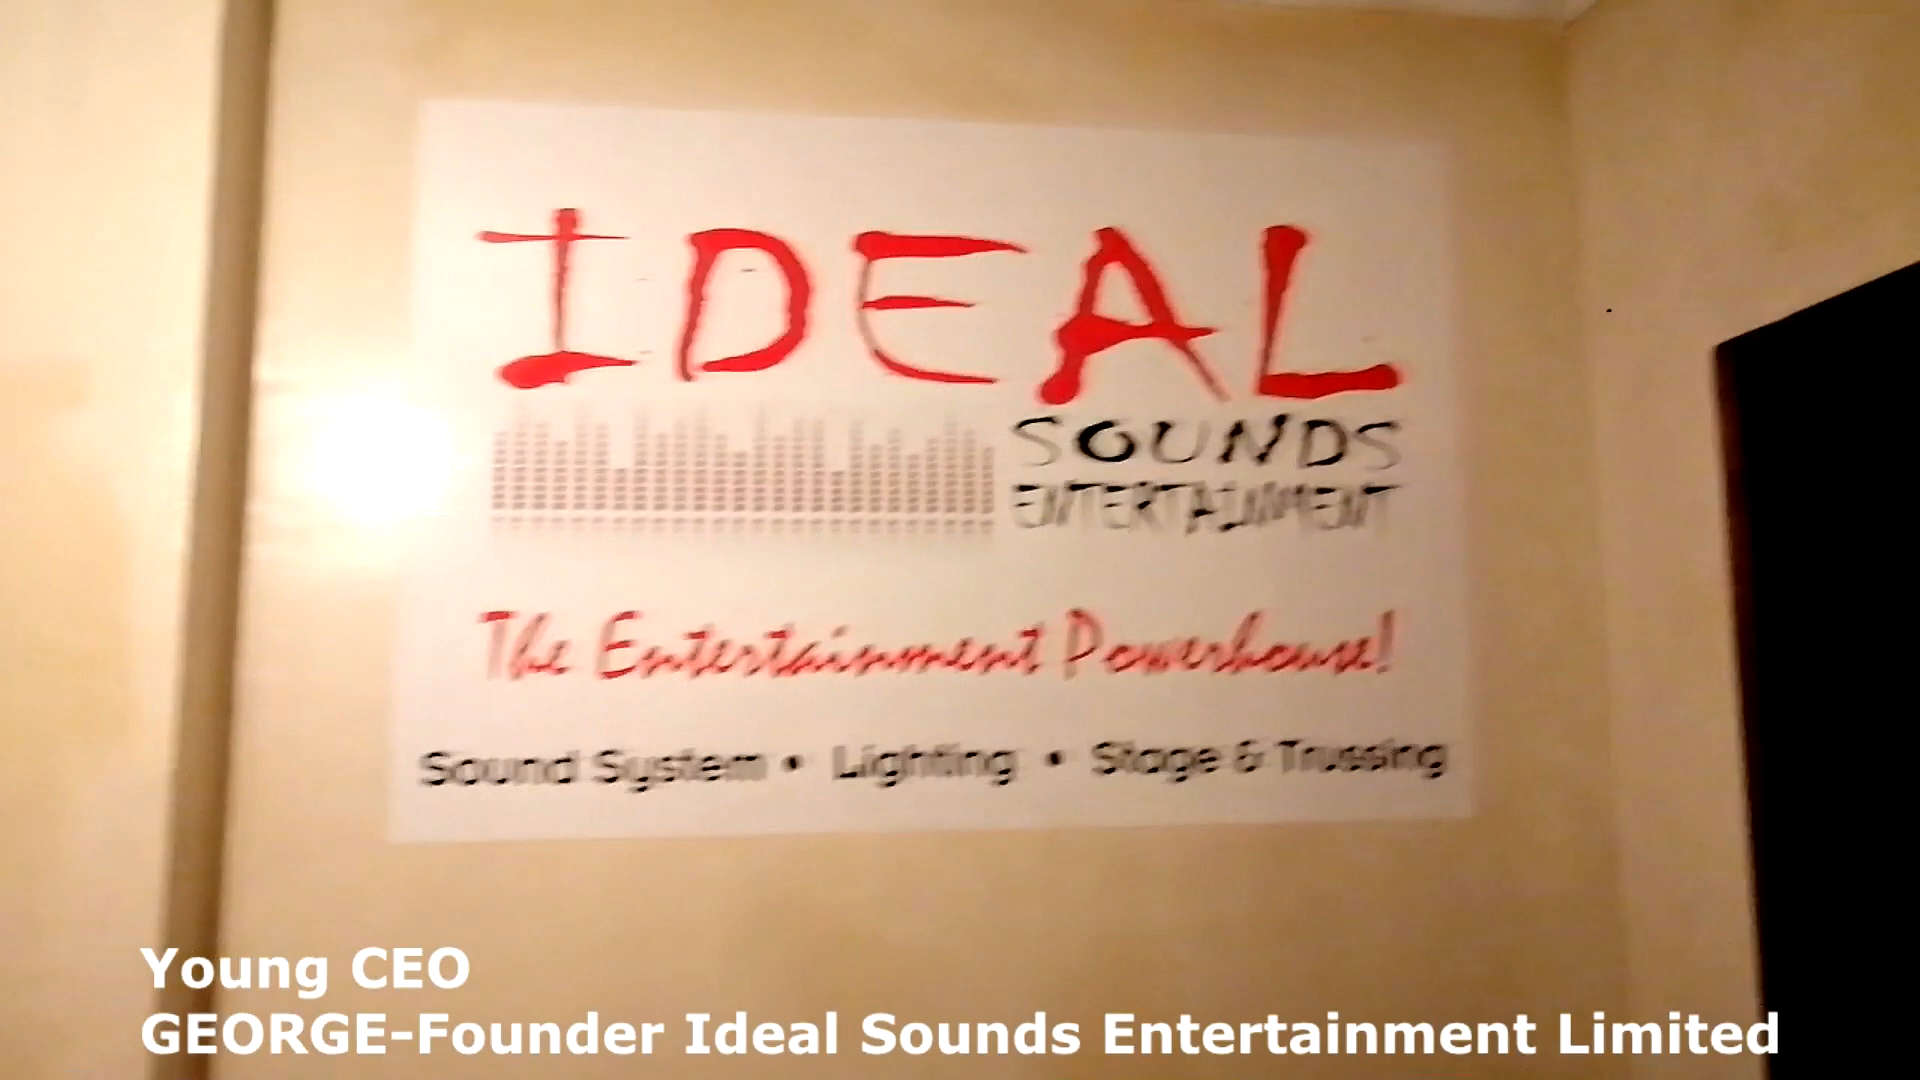 IDEAL
SOUNDS
ENTERTAINMENT
The Entertainment Powerhouse!
Sound System • Lighting • Stage & Trussing
Young CEO
GEORGE-Founder Ideal Sounds Entertainment Limited